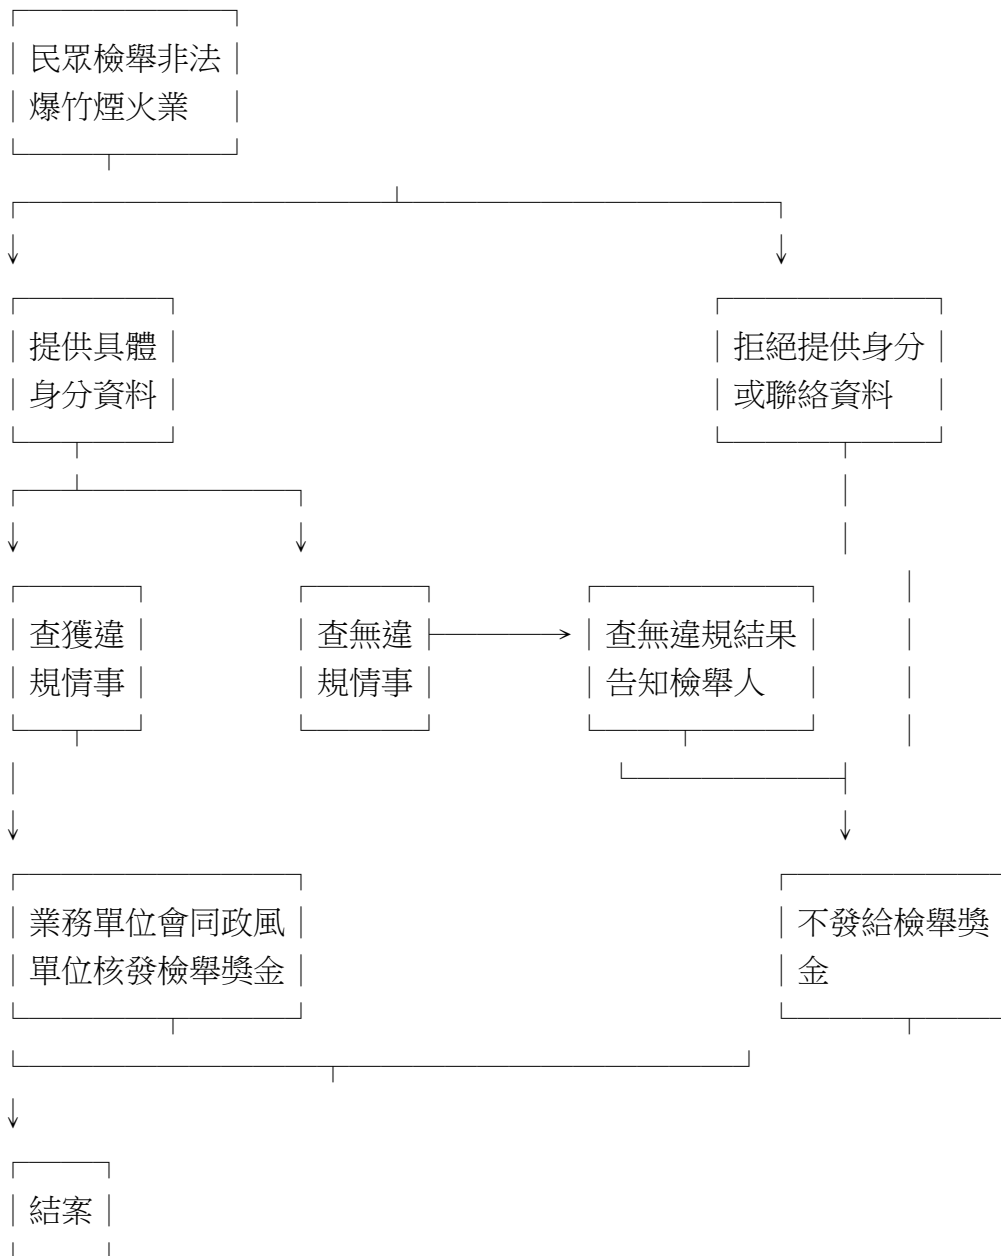 民眾檢舉非法
爆竹煙火業
提供具體
身分資料
拒絕提供身分
或聯絡資料
查獲違
規情事
查無違
規情事
查無違規結果
告知檢舉人
業務單位會同政風
單位核發檢舉獎金
不發給檢舉獎
金
結案